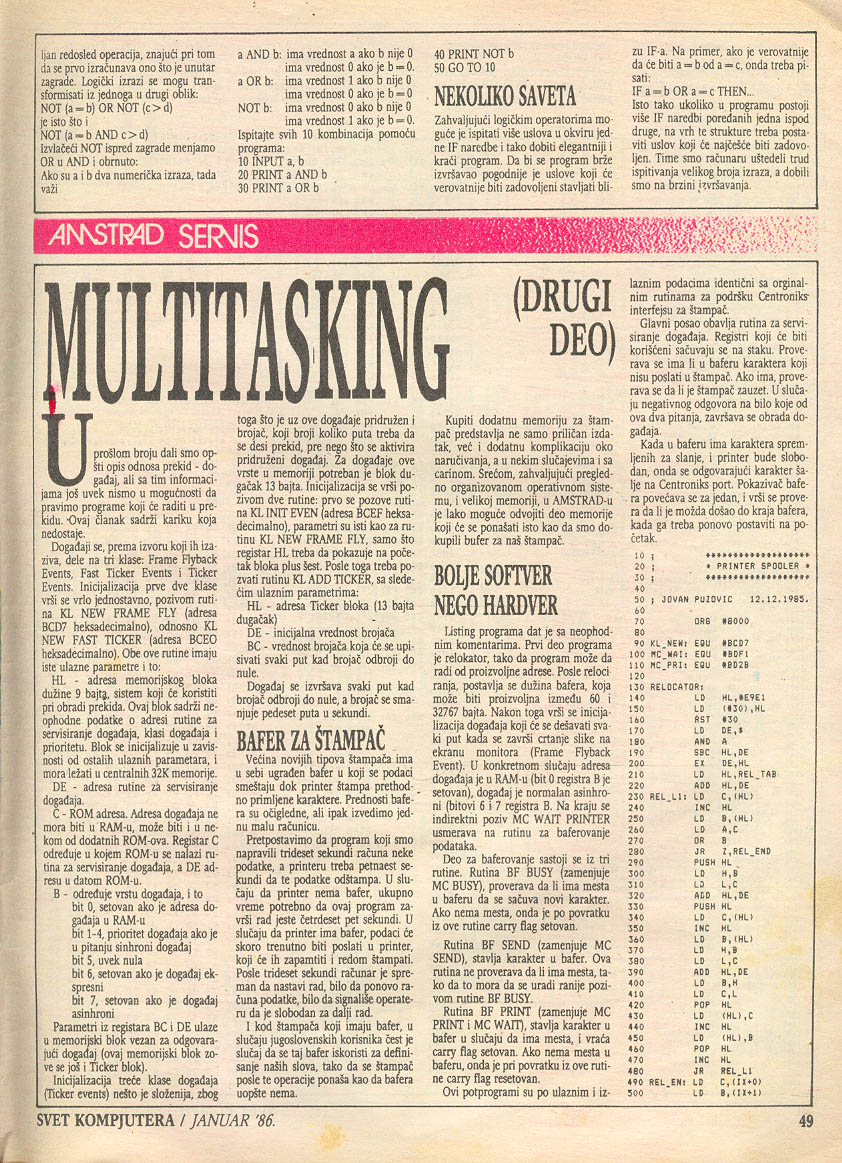 ljan redosled operacija, znajući pri tom
da se prvo izračunava ono što je unutar
zagrade. Logički izrazi se mogu tran-
sformisati iz jednoga u drugi oblik:
NOT (a = b) OR NOT (c > d)
je isto što i
NOT (a = b AND c > d)
Izvlačeći NOT ispred zagrade menjamo
OR u AND i obrnuto:
Ako su a i b dva numerička izraza, tada
važi
a AND b: ima vrednost a ako b nije 0
ima vrednost 0 ako je b = 0.
a OR b: ima vrednost 1 ako b nije 0
ima vrednost a ako b = 0.
NOT b: ima vrednost 0 ako b nije 0
ima vrednost 1 ako je b = 0.
Ispitajte svih 10 kombinacija pomoću
programa:
10 INPUT a, b
20 PRINT a AND b
30 PRINT a OR b
40 PRINT NOT b
50 GO TO 10
NEKOLIKO SAVETA
Zahvaljujući logičkim operatorima mo-
guće je ispitati više uslova u okviru jed-
ne IF naredbe i tako dobiti elegantniji i
kraći program. Da bi se program brže
izvršavao pogodnije je uslove koji će
verovatnije biti zadovoljeni stavljati bli-
zu IF-a. Na primer, ako je verovatnije
da će biti a = b od a = c, onda treba pi-
sati:
IF a = b OR a = c THEN...
Isto tako ukoliko u programu postoji
više IF naredbi poređanih jedna ispod
druge, na vrh te strukture treba posta-
viti uslov koji će najčešće biti zadovo-
ljen. Time smo računaru uštedeli trud
ispitivanja velikog broja izraza, a dobili
smo na brzini izvršavanja.
AMSTRAD SERVIS
MULTITASKING
(DRUGI
DEO)
U prošlom broju dali smo op-
šti opis odnosa prekid - do-
gađaj, ali sa tim informaci-
jama još uvek nismo u mogućnosti da
pravimo programe koji će raditi u pre-
kidu. Ovaj članak sadrži kariku koja
nedostaje.
Događaji se, prema izvoru koji ih iza-
ziva, dele na tri klase: Frame Flyback
Events, Fast Ticker Events i Ticker
Events. Inicijalizacija prve dve klase
vrši se vrlo jednostavno, pozivom ruti-
na KL NEW FRAME FLY (adresa
BCD7 heksadecimalno), odnosno KL
NEW FAST TICKER (adresa BCEO
heksadecimalno). Obe ove rutine imaju
iste ulazne parametre i to:
HL - adresa memorijskog bloka
dužine 9 bajta, sistem koji će koristiti
pri obradi prekida. Ovaj blok sadrži ne-
ophodne podatke o adresi rutine za
servisiranje događaja, klasi događaja i
prioritetu. Blok se inicijalizuje u zavis-
nosti od ostalih ulaznih parametara, i
mora ležati u centralnih 32K memorije.
DE - adresa rutine za servisiranje
događaja.
C - ROM adresa. Adresa događaja ne
mora biti u RAM-u, može biti i u ne-
kom od dodatnih ROM-ova. Registar C
određuje u kojem ROM-u se nalazi ru-
tina za servisiranje događaja, a DE ad-
resu u datom ROM-u.
B - određuje vrstu događaja, i to
bit 0, setovan ako je adresa do-
gađaja u RAM-u
bit 1-4, prioritet događaja ako je
u pitanju sinhroni događaj
bit 5, uvek nula
bit 6, setovan ako je događaj ek-
spresni
bit 7, setovan ako je događaj
asinhroni
Parametri iz registara BC i DE ulaze
u memorijski blok vezan za odgovara-
jući događaj (ovaj memorijski blok zo-
ve se još i Ticker blok).
Inicijalizacija treće klase događaja
(Ticker events) nešto je složenija, zbog
toga što je uz ove događaje pridružen i
brojač, koji broji koliko puta treba da
se desi prekid, pre nego što se aktivira
pridruženi događaj. Za događaje ove
vrste u memoriji potreban je blok du-
gačak 13 bajta. Inicijalizacija se vrši po-
zivom dve rutine: prvo se pozove ruti-
na KL INIT EVEN (adresa BCEF heksa-
decimalno), parametri su isti kao za ru-
tinu KL NEW FRAME FLY, samo što
registar HL treba da pokazuje na poče-
tak bloka plus šest. Posle toga treba po-
zvati rutinu KL ADD TICKER, sa slede-
ćim ulaznim parametrima:
HL - adresa Ticker bloka (13 bajta
dugačak)
DE - inicijalna vrednost brojača
BC - vrednost brojača koja će se upi-
sivati svaki put kad brojač odbroji do
nule.
Događaj se izvršava svaki put kad
brojač odbroji do nule, a brojač se sma-
njuje pedeset puta u sekundi.
BAFER ZA ŠTAMPAČ
Većina novijih tipova štampača ima
u sebi ugrađen bafer u koji se podaci
smeštaju dok printer štampa prethod-
no primljene karaktere. Prednosti bafe-
ra su očigledne, ali ipak izvedimo jed-
nu malu računicu.
Pretpostavimo da program koji smo
napravili trideset sekundi računa neke
podatke, a printeru treba petnaest se-
kundi da te podatke odštampa. U slu-
čaju da printer nema bafer, ukupno
vreme potrebno da ovaj program za-
vrši rad jeste četrdeset pet sekundi. U
slučaju da printer ima bafer, podaci će
skoro trenutno biti poslati u printer,
koji će ih zapamtiti i redom štampati.
Posle trideset sekundi računar je spre-
man da nastavi rad, bilo da ponovo ra-
čuna podatke, bilo da signališe operate-
ru da je slobodan za dalji rad.
I kod štampača koji imaju bafer, u
slučaju jugoslovenskih korisnika čest je
slučaj da se taj bafer iskoristi za defini-
sanje naših slova, tako da se štampač
posle te operacije ponaša kao da bafera
uopšte nema.
Kupiti dodatnu memoriju za štam-
pač predstavlja ne samo priličan izda-
tak, već i dodatnu komplikaciju oko
naručivanja, a u nekim slučajevima i sa
carinom. Srećom, zahvaljujući pregled-
no organizovanom operativnom siste-
mu, i velikoj memoriji, u AMSTRAD-u
je lako moguće odvojiti deo memorije
koji će se ponašati isto kao da smo do-
kupili bufer za naš štampač.
BOLJE SOFTVER
NEGO HARDVER
Listing programa dat je sa neophod-
nim komentarima. Prvi deo programa
je relokator, tako da program može da
radi od proizvoljne adrese. Posle reloci-
ranja, postavlja se dužina bafera, koja
može biti proizvoljna između 60 i
32767 bajta. Nakon toga vrši se inicija-
lizacija događaja koji će se dešavati sva-
ki put kada se završi crtanje slike na
ekranu monitora (Frame Flyback
Event). U konkretnom slučaju adresa
događaja je u RAM-u (bit 0 registra B je
setovan), događaj je normalan asinhro-
ni (bitovi 6 i 7 registra B). Na kraju se
indirektni poziv MC WAIT PRINTER
usmerava na rutinu za baferovanje
podataka.
Deo za baferovanje sastoji se iz tri
rutine. Rutina BF BUSY (zamenjuje
MC BUSY), proverava da li ima mesta
u baferu da se sačuva novi karakter.
Ako nema mesta, onda je po povratku
iz ove rutine carry flag setovan.
Rutina BF SEND (zamenjuje MC
SEND), stavlja karakter u bafer. Ova
rutina ne proverava da li ima mesta, ta-
ko da to mora da se uradi ranije pozi-
vom rutine BF BUSY.
Rutina BF PRINT (zamenjuje MC
PRINT i MC WAIT), stavlja karakter u
bafer u slučaju da ima mesta, i vraća
carry flag setovan. Ako nema mesta u
baferu, onda je pri povratku iz ove ruti-
ne carry flag resetovan.
Ovi potprogrami su po ulaznim i iz-
laznim podacima identični sa orginal-
nim rutinama za podršku Centroniks
interfejsu za štampač.
Glavni posao obavlja rutina za servi-
siranje događaja. Registri koji će biti
korišćeni sačuvaju se na staku. Prove-
rava se ima li u baferu karaktera koji
nisu poslati u štampač. Ako ima, prove-
rava se da li je štampač zauzet. U sluča-
ju negativnog odgovora na bilo koje od
ova dva pitanja, završava se obrada do-
gađaja.
Kada u baferu ima karaktera sprem-
ljenih za slanje, i printer bude slobo-
dan, onda se odgovarajući karakter ša-
lje na Centroniks port. Pokazivač bafe-
ra povećava se za jedan, i vrši se prove-
ra da li je možda došao do kraja bafera,
kada ga treba ponovo postaviti na po-
četak.
10 ; ******************
20 ; * PRINTER SPOOLER *
30 ; ******************
40
50 ; JOVAN PUZOVIC 12.12.1985.
60
70 ORG #8000
80
90 KL_NEW: EQU #BCD7
100 MC_WAI: EQU #BDF1
110 MC_PRI: EQU #BD2B
120
130 RELOCATOR:
140 LD HL,#E9E1
150 LD (#30),HL
160 RST #30
170 LD DE,$
180 AND A
190 SBC HL,DE
200 EX DE,HL
210 LD HL,REL_TAB
220 ADD HL,DE
230 REL_L1: LD C,(HL)
240 INC HL
250 LD B,(HL)
260 LD A,C
270 OR B
280 JR Z,REL_END
290 PUSH HL
300 LD H,B
310 LD L,C
320 ADD HL,DE
330 PUSH HL
340 LD C,(HL)
350 INC HL
360 LD B,(HL)
370 LD H,B
380 LD L,C
390 ADD HL,DE
400 LD B,H
410 LD C,L
420 POP HL
430 LD (HL),C
440 INC HL
450 LD (HL),B
460 POP HL
470 INC HL
480 JR REL_L1
490 REL_EN: LD C,(IX+0)
500 LD B,(IX+1)
SVET KOMPJUTERA / JANUAR '86.
49